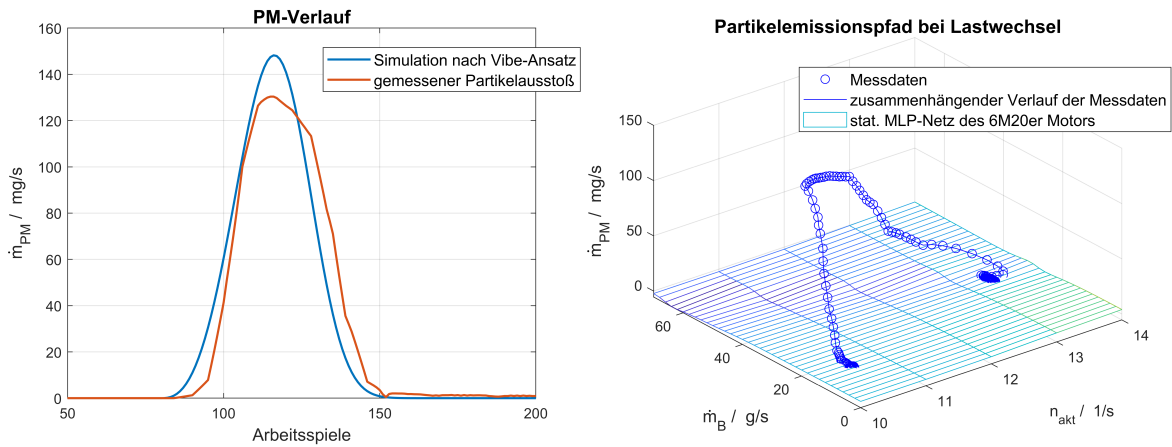 PM-Verlauf
160
140
120
100
80
60
40
20
0
50
100
150
200
ṁPM / mg/s
Arbeitsspiele
Simulation nach Vibe-Ansatz
gemessener Partikelausstoß
Partikelemissionspfad bei Lastwechsel
Messdaten
zusammenhängender Verlauf der Messdaten
stat. MLP-Netz des 6M20er Motors
150
100
50
0
ṁPM / mg/s
60
40
20
0
ṁB / g/s
10
11
12
13
14
nakt / 1/s